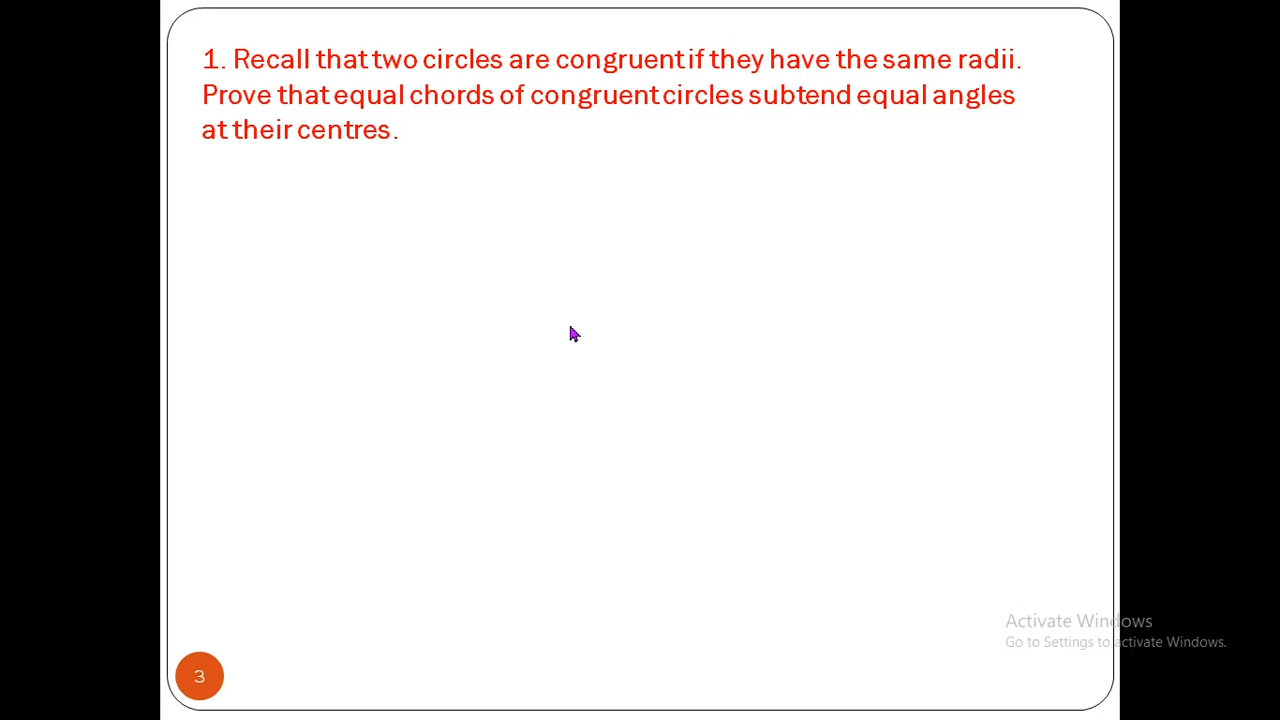 1. Recall that two circles are congruent if they have the same radii.
Prove that equal chords of congruent circles subtend equal angles
at their centres.
Activate Windows
Go to Settings to activate Windows.
3